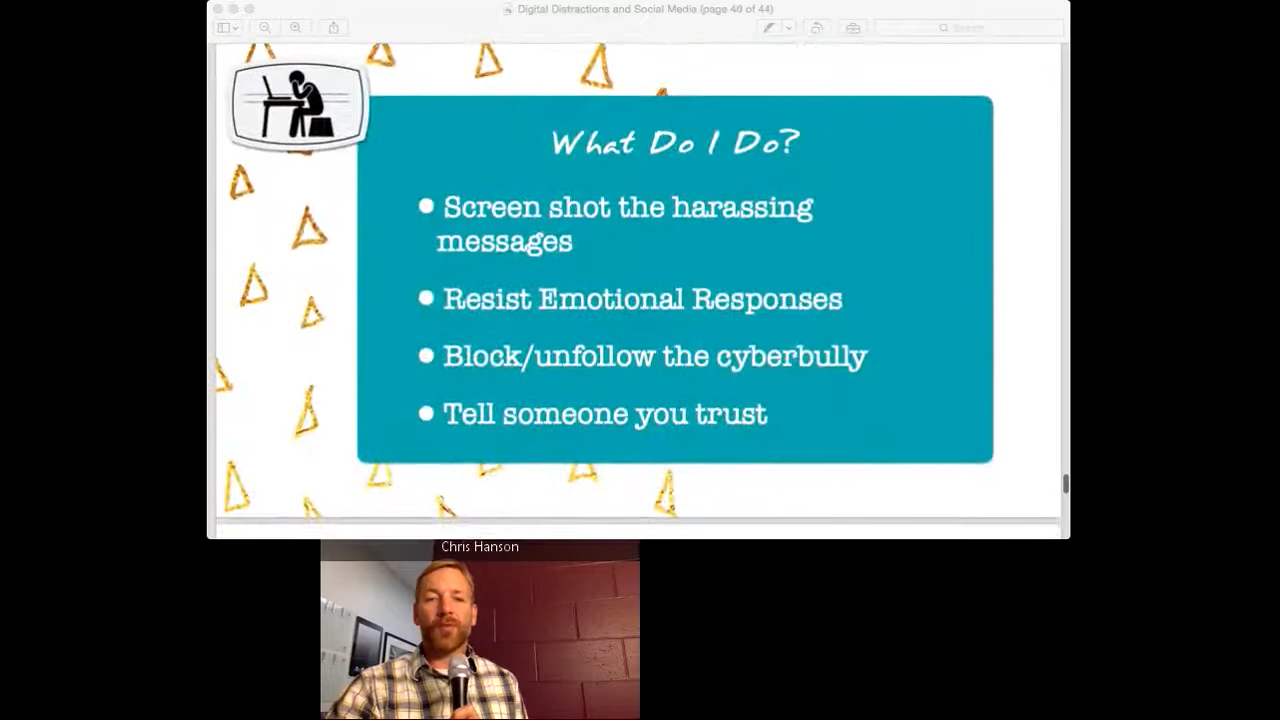 Digital Distractions and Social Media (page 40 of 44)
Search
What Do I Do?
● Screen shot the harassing
messages
● Resist Emotional Responses
● Block/unfollow the cyberbully
● Tell someone you trust
Chris Hanson